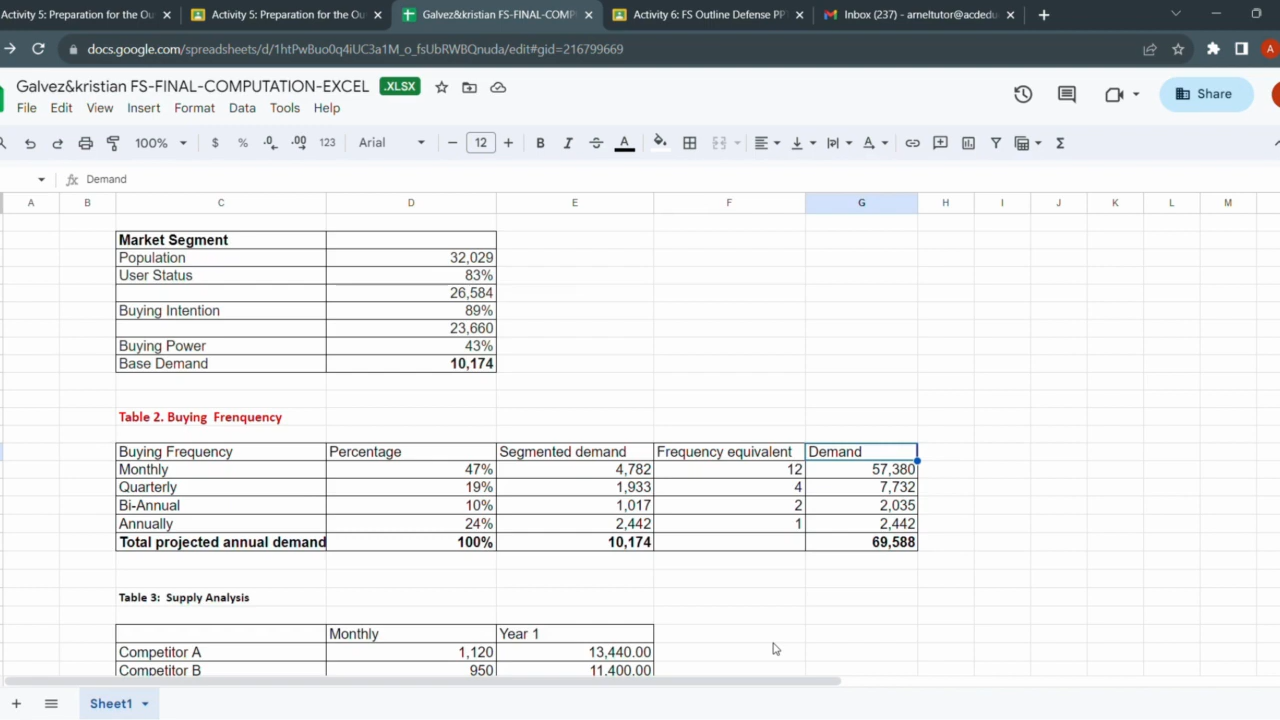 Activity 5: Preparation for the Ou
Activity 5: Preparation for the Ou
Galvez&kristian FS-FINAL-COMP
Activity 6: FS Outline Defense PP
Inbox (237) - arneltutor@acded
docs.google.com/spreadsheets/d/1htPwBuo0q4iUC3a1M_o_fsUbRWBQnuda/edit#gid=216799669
A
Galvez&kristian FS-FINAL-COMPUTATION-EXCEL .XLSX
Share
File Edit View Insert Format Data Tools Help
100% $ % .0 .00 123 Arial 12 B I A
fx Demand
A B C D E F G H I J K L M
Market Segment
Population 32,029
User Status 83%
26,584
Buying Intention 89%
23,660
Buying Power 43%
Base Demand 10,174
Table 2. Buying Frenquency
Buying Frequency Percentage Segmented demand Frequency equivalent Demand
Monthly 47% 4,782 12 57,380
Quarterly 19% 1,933 4 7,732
Bi-Annual 10% 1,017 2 2,035
Annually 24% 2,442 1 2,442
Total projected annual demand 100% 10,174 69,588
Table 3: Supply Analysis
Monthly Year 1
Competitor A 1,120 13,440.00
Competitor B 950 11,400.00
Sheet1